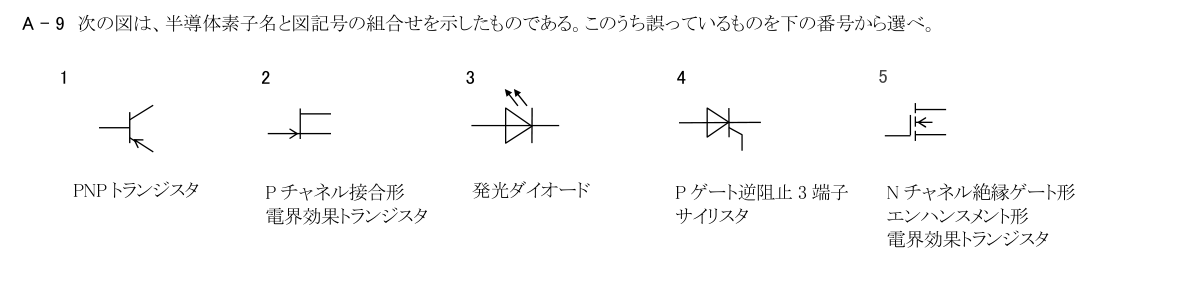 A － 9 次の図は、半導体素子名と図記号の組合せを示したものである。このうち誤っているものを下の番号から選べ。
1 2 3 4 5
PNP トランジスタ
P チャネル接合形
電界効果トランジスタ
発光ダイオード
P ゲート逆阻止 3 端子
サイリスタ
N チャネル絶縁ゲート形
エンハンスメント形
電界効果トランジスタ